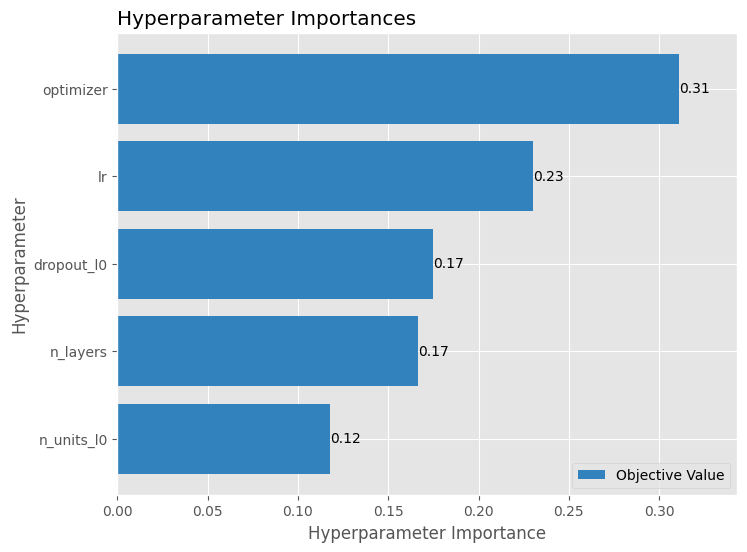 Hyperparameter Importances
optimizer
0.31
lr
0.23
dropout_l0
0.17
n_layers
0.17
n_units_l0
0.12
Hyperparameter
Objective Value
0.00 0.05 0.10 0.15 0.20 0.25 0.30
Hyperparameter Importance